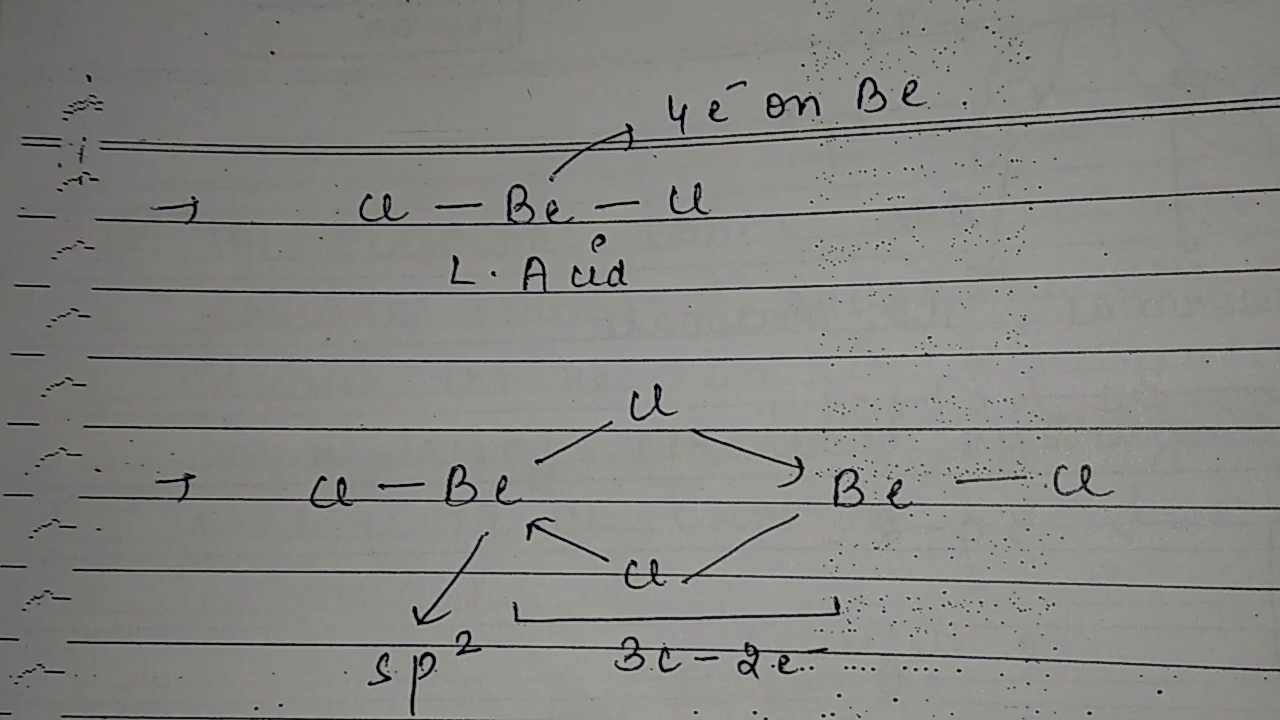 4e⁻ on Be.
→ Cl — Be — Cl
L. Acid
Cl
→ Cl — Be Be — Cl
Cl
sp² 3c-2e⁻